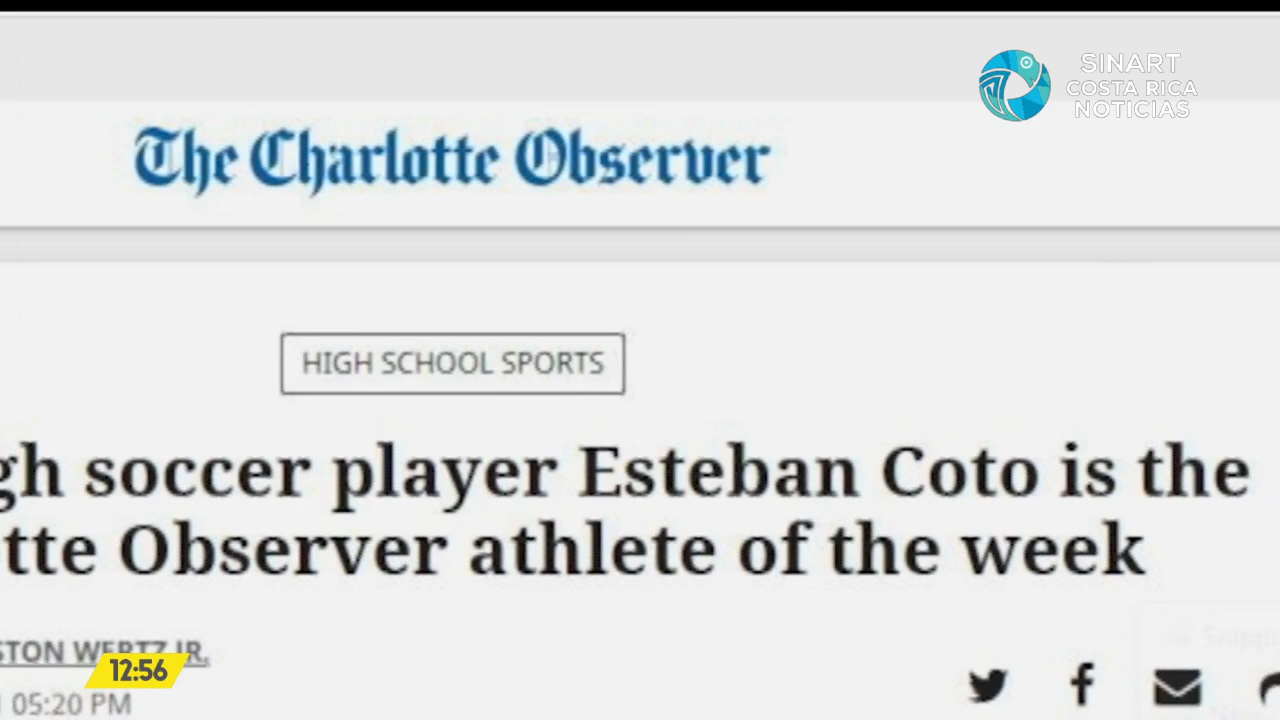 SINART
COSTA RICA
NOTICIAS
The Charlotte Observer
HIGH SCHOOL SPORTS
gh soccer player Esteban Coto is the
tte Observer athlete of the week
STON WERTZ JR.
12:56
05:20 PM